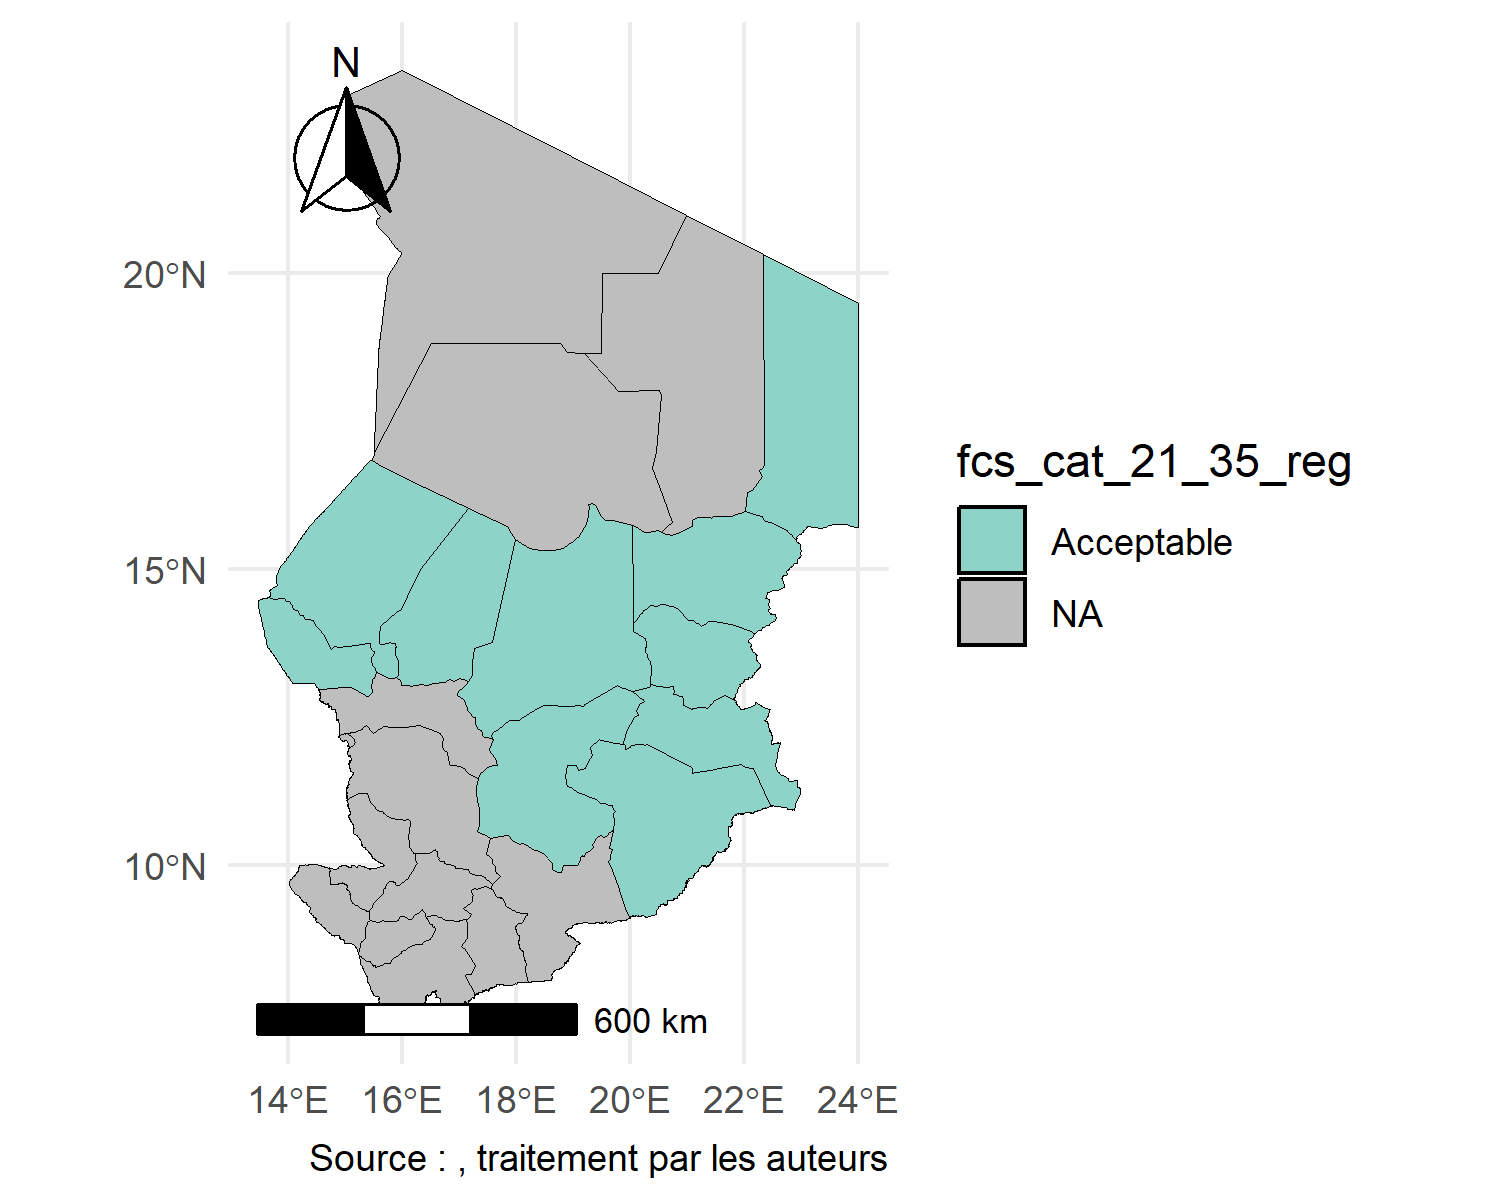 N
20°N
15°N
10°N
14°E 16°E 18°E 20°E 22°E 24°E
600 km
fcs_cat_21_35_reg
Acceptable
NA
Source : , traitement par les auteurs